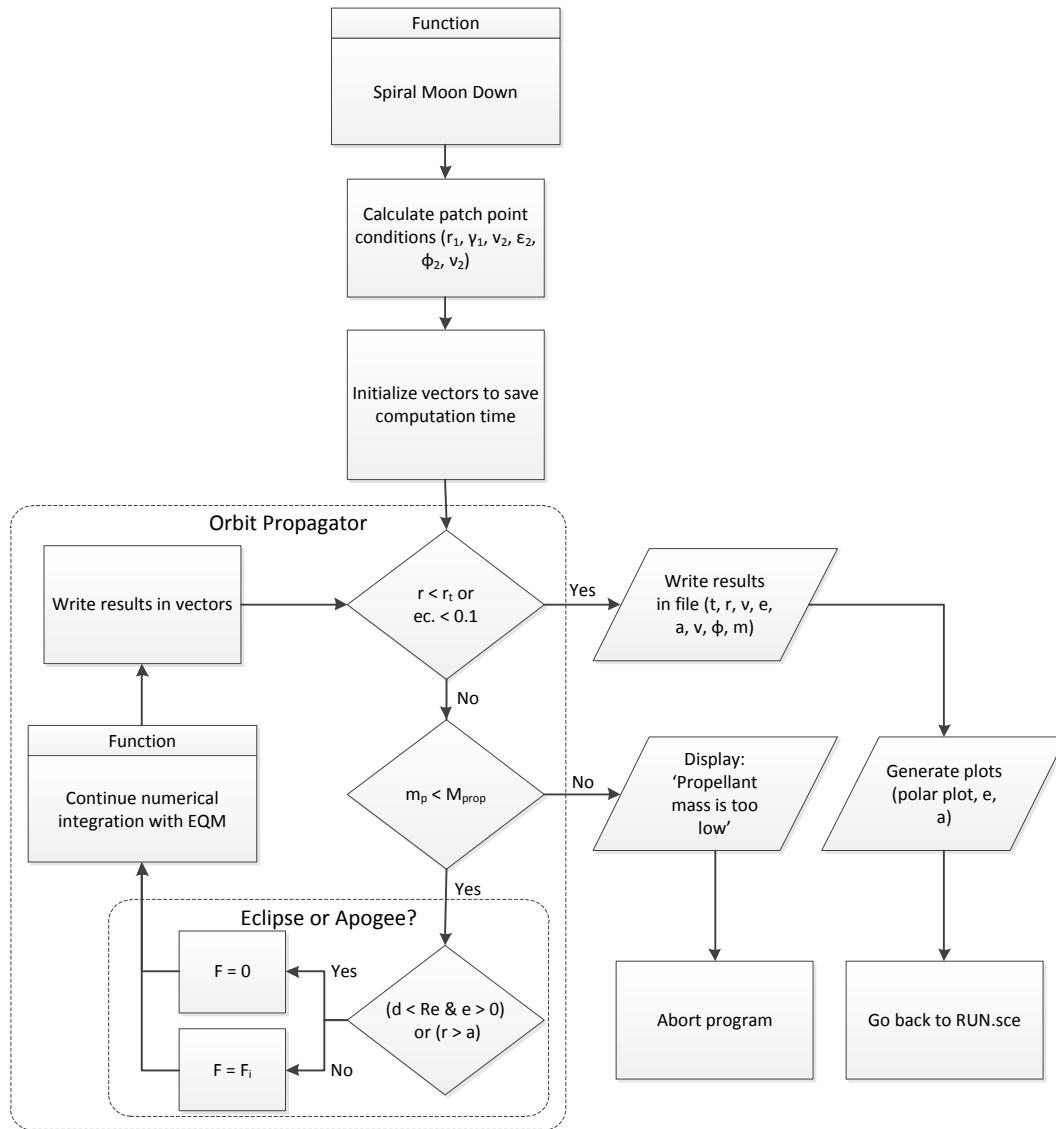 Function
Spiral Moon Down
Calculate patch point
conditions (r₁, γ₁, v₂, ε₂,
ϕ₂, ν₂)
Initialize vectors to save
computation time
Orbit Propagator
Write results in vectors
r < rₜ or
ec. < 0.1
Yes
Write results
in file (t, r, v, e,
a, ν, ϕ, m)
No
Function
Continue numerical
integration with EQM
mₚ < Mₚᵣₒₚ
No
Display:
‘Propellant
mass is too
low’
Generate plots
(polar plot, e,
a)
Yes
Eclipse or Apogee?
F = 0
Yes
(d < Re & e > 0)
or (r > a)
F = Fᵢ
No
Abort program
Go back to RUN.sce